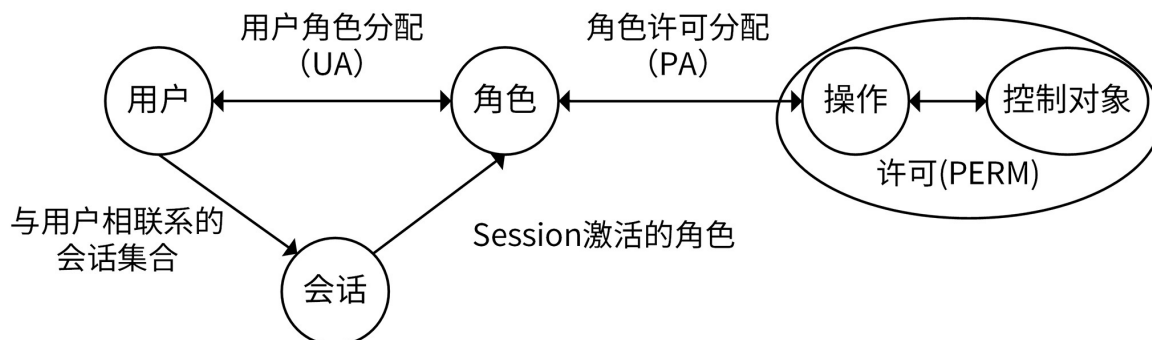 用户角色分配
（UA）
角色许可分配
（PA）
用户
角色
操作
控制对象
许可(PERM)
与用户相联系的
会话集合
Session激活的角色
会话